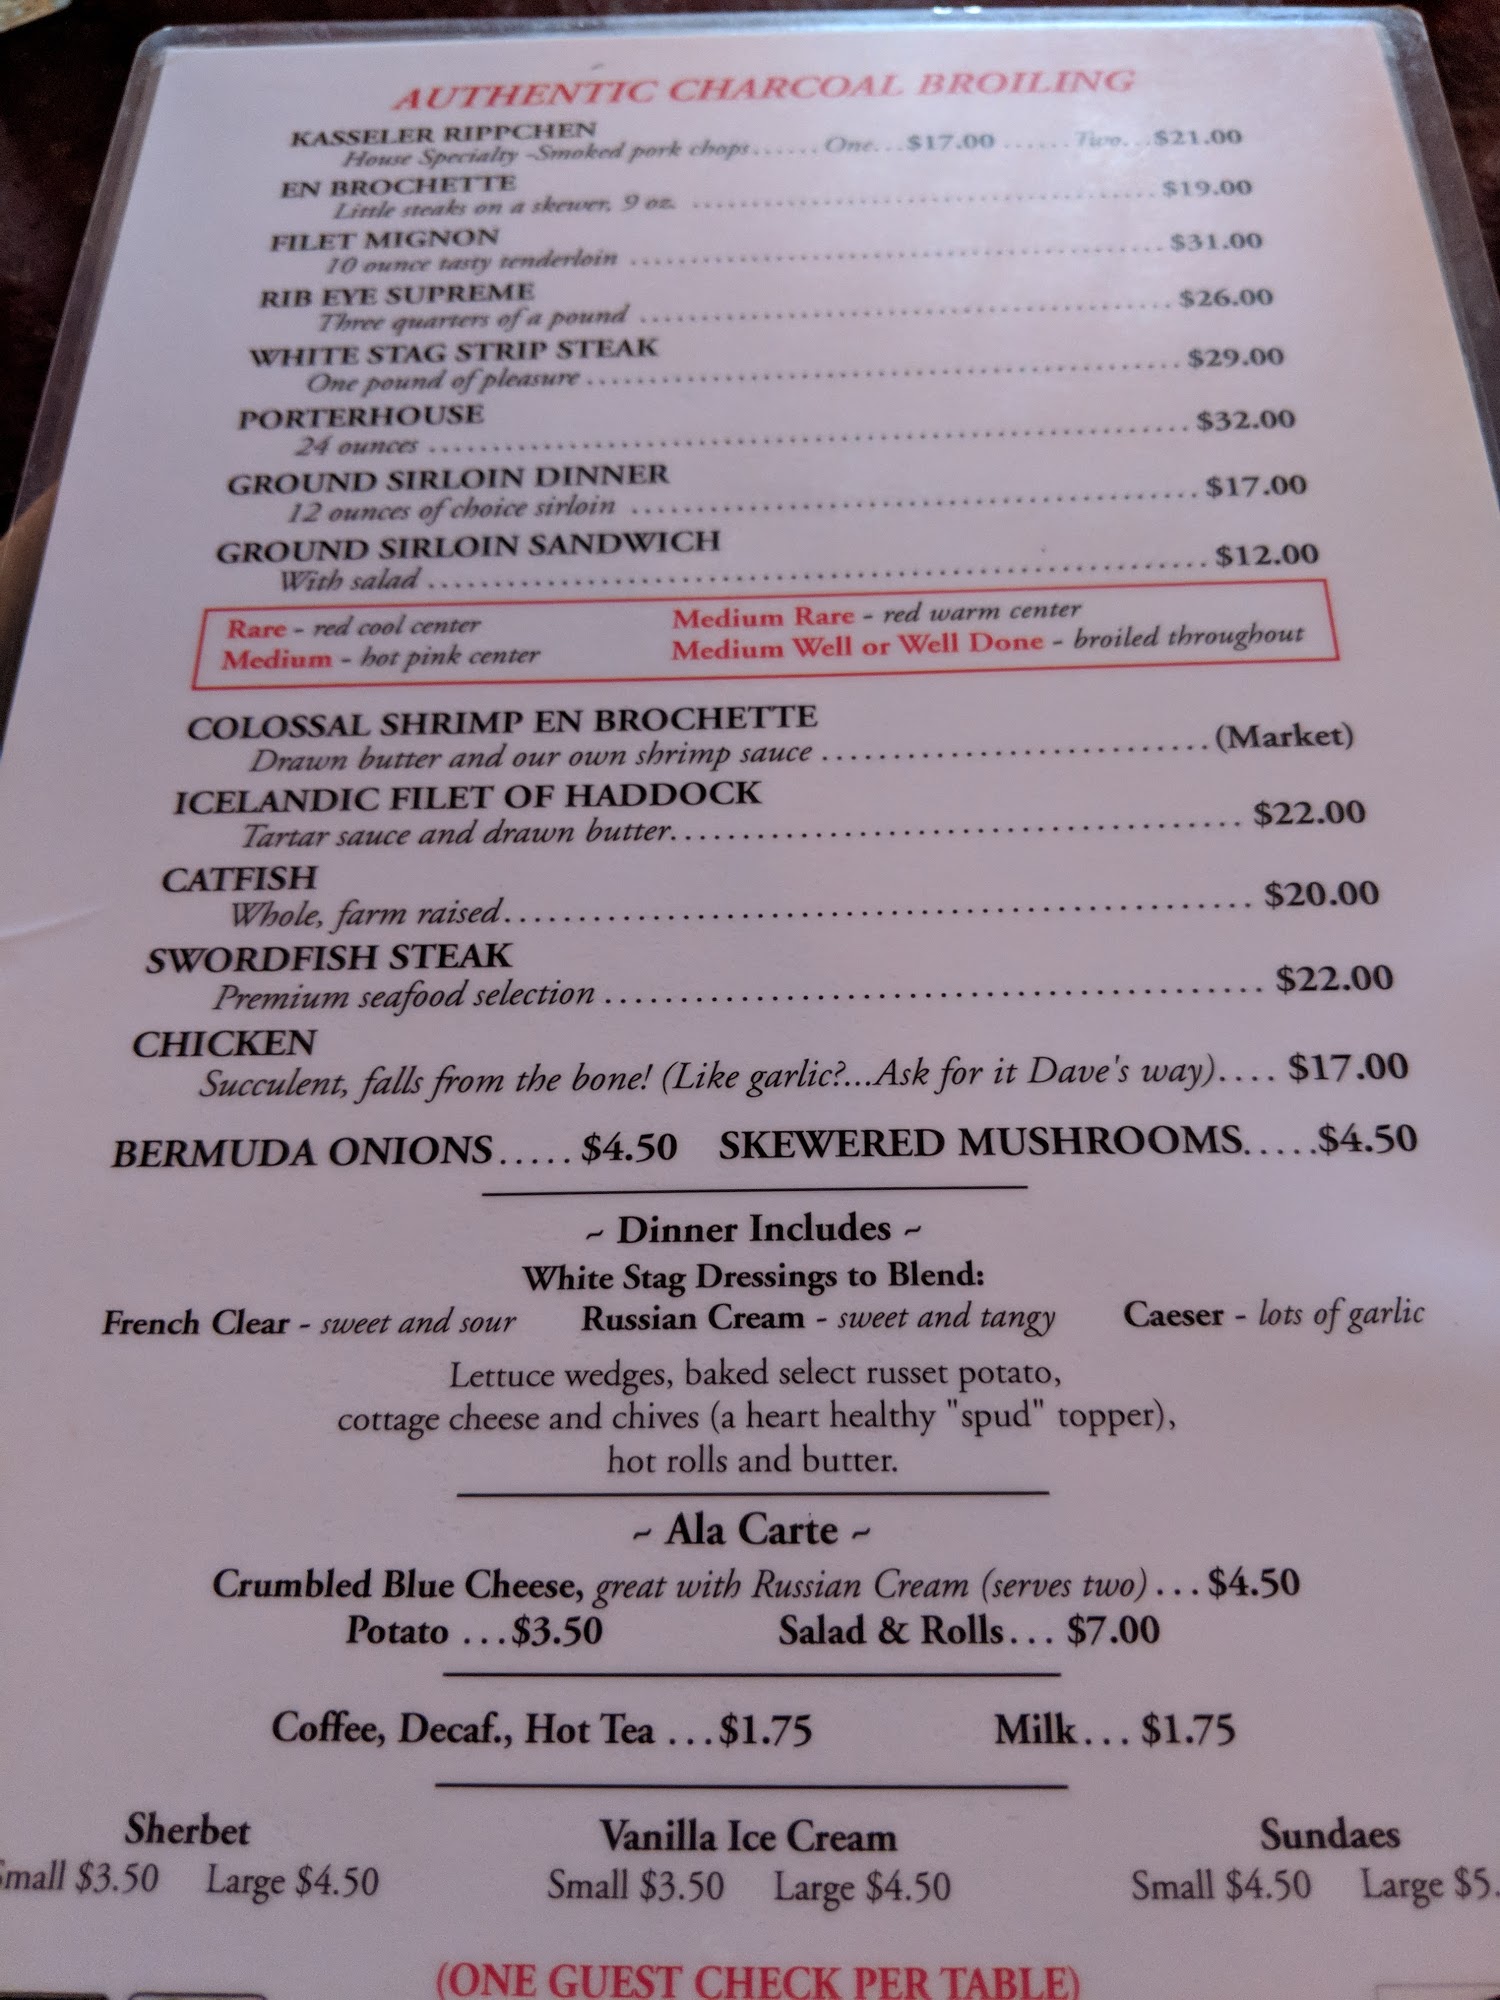 AUTHENTIC CHARCOAL BROILING
KASSELER RIPPCHEN
House Specialty -Smoked pork chops...... One...$17.00 ...... Two...$21.00
EN BROCHETTE
Little steaks on a skewer, 9 oz. ........................................ $19.00
FILET MIGNON
10 ounce tasty tenderloin ........................................ $31.00
RIB EYE SUPREME
Three quarters of a pound ........................................ $26.00
WHITE STAG STRIP STEAK
One pound of pleasure ........................................ $29.00
PORTERHOUSE
24 ounces ........................................ $32.00
GROUND SIRLOIN DINNER
12 ounces of choice sirloin ........................................ $17.00
GROUND SIRLOIN SANDWICH
With salad ........................................ $12.00
Rare - red cool center Medium Rare - red warm center
Medium - hot pink center Medium Well or Well Done - broiled throughout
COLOSSAL SHRIMP EN BROCHETTE
Drawn butter and our own shrimp sauce .......................... (Market)
ICELANDIC FILET OF HADDOCK
Tartar sauce and drawn butter...................................... $22.00
CATFISH
Whole, farm raised.................................................. $20.00
SWORDFISH STEAK
Premium seafood selection ........................................... $22.00
CHICKEN
Succulent, falls from the bone! (Like garlic?...Ask for it Dave's way).... $17.00
BERMUDA ONIONS..... $4.50 SKEWERED MUSHROOMS.....$4.50
~ Dinner Includes ~
White Stag Dressings to Blend:
French Clear - sweet and sour Russian Cream - sweet and tangy Caeser - lots of garlic
Lettuce wedges, baked select russet potato,
cottage cheese and chives (a heart healthy "spud" topper),
hot rolls and butter.
~ Ala Carte ~
Crumbled Blue Cheese, great with Russian Cream (serves two) ... $4.50
Potato ...$3.50 Salad & Rolls... $7.00
Coffee, Decaf., Hot Tea ...$1.75 Milk... $1.75
Sherbet Vanilla Ice Cream Sundaes
Small $3.50 Large $4.50 Small $3.50 Large $4.50 Small $4.50 Large $5.
(ONE GUEST CHECK PER TABLE)